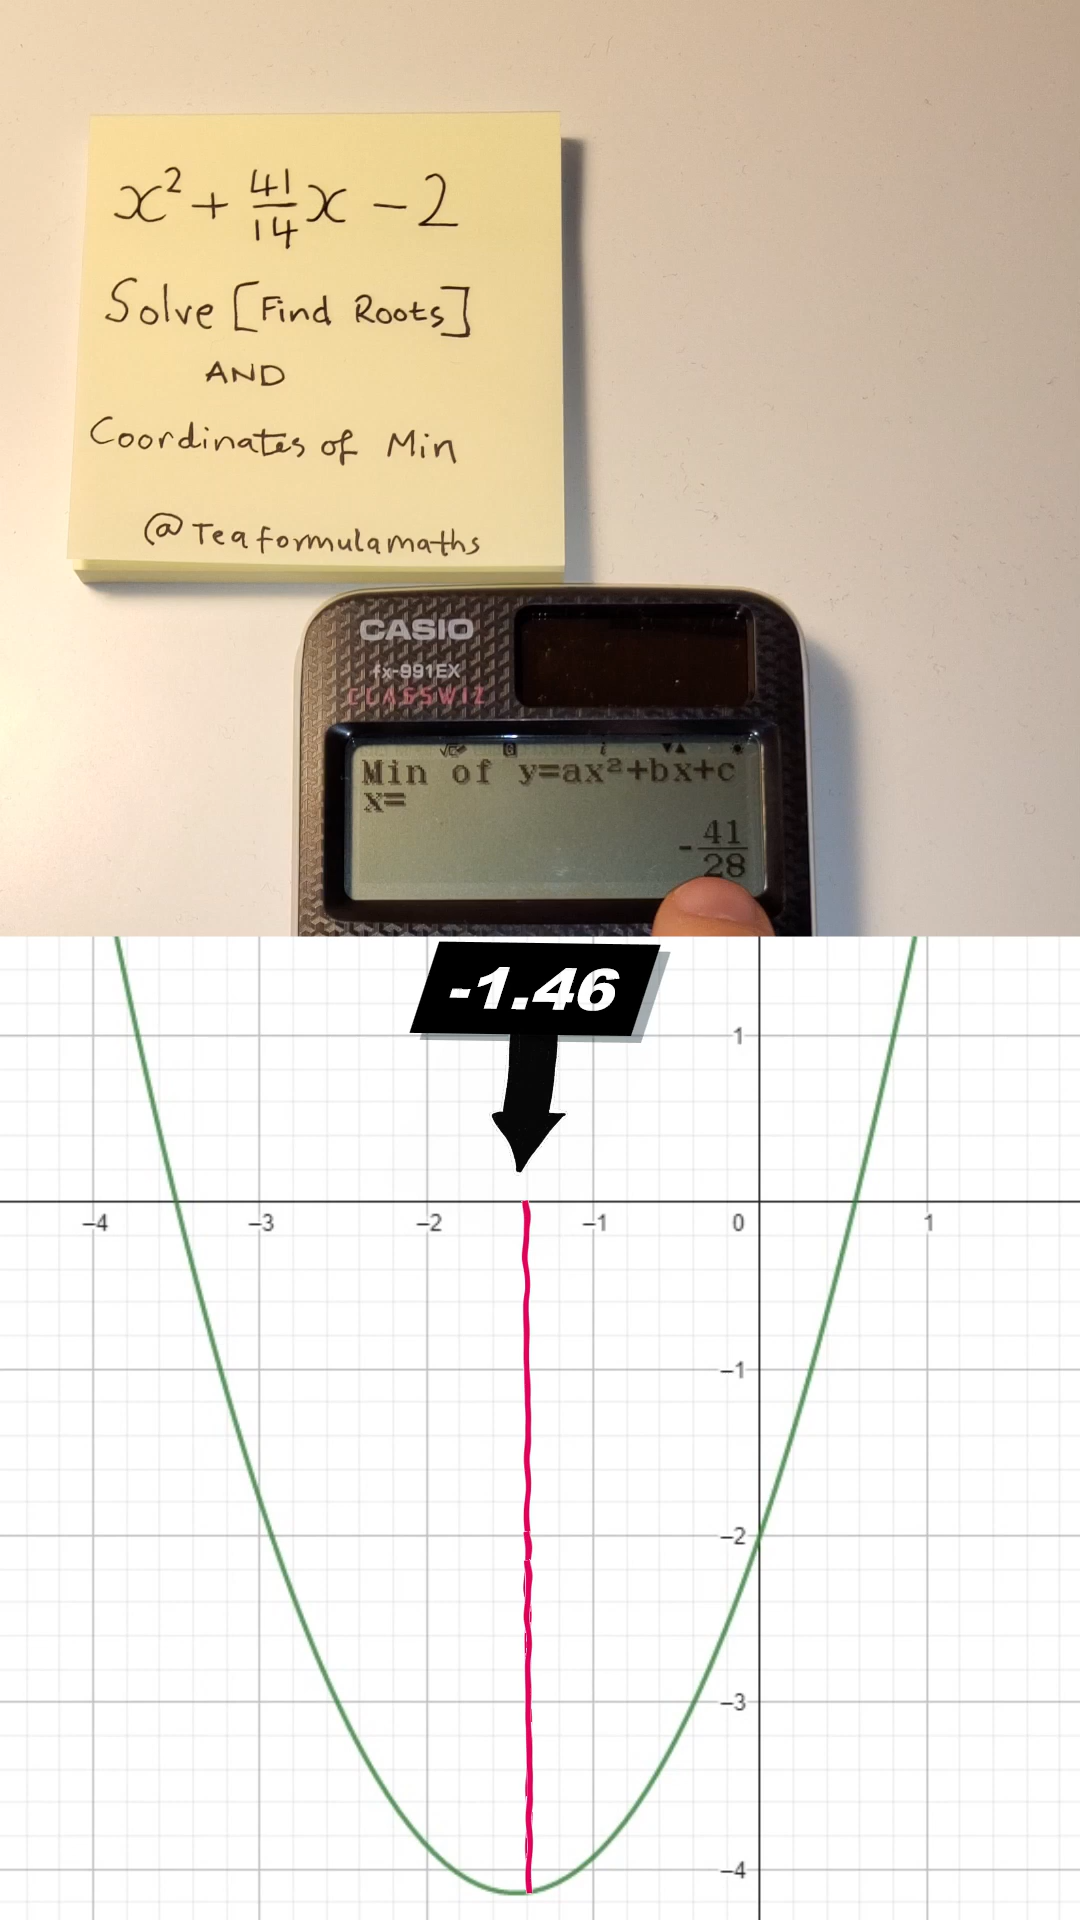 x² + 41/14 x - 2
Solve [Find Roots]
AND
Coordinates of Min
@Teaformulamaths
CASIO
fx-991EX
CLASSWIZ
Min of y=ax²+bx+c
x=
-41/28
-1.46
1
-4 -3 -2 -1 0 1
-1
-2
-3
-4